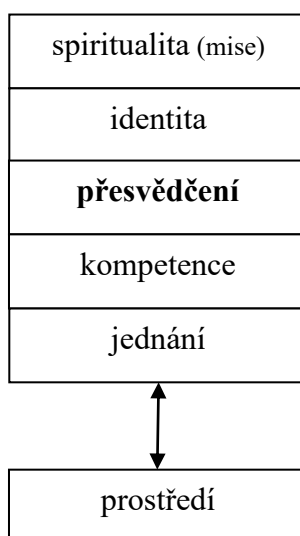 spiritualita (mise)
identita
přesvědčení
kompetence
jednání
prostředí